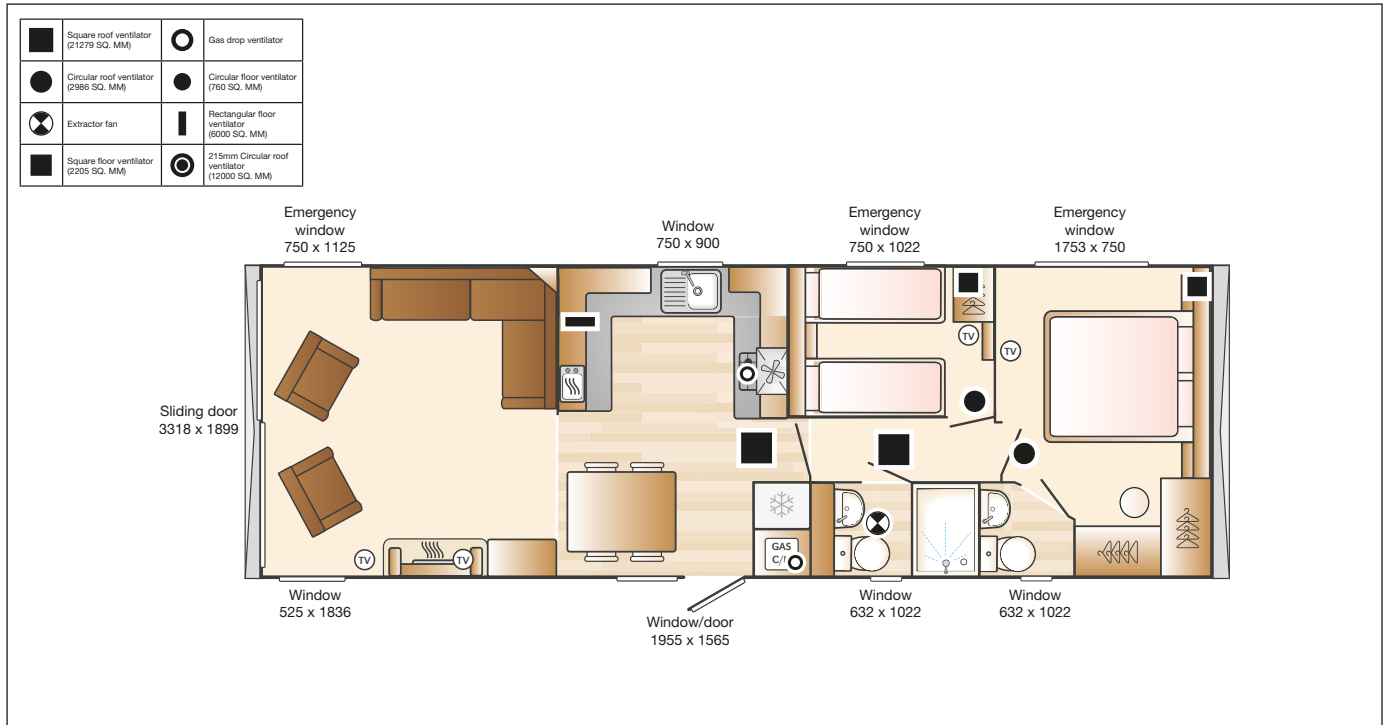 Square roof ventilator
(21279 SQ. MM)
Gas drop ventilator
Circular roof ventilator
(2986 SQ. MM)
Circular floor ventilator
(760 SQ. MM)
Extractor fan
Rectangular floor
ventilator
(6000 SQ. MM)
Square floor ventilator
(2205 SQ. MM)
215mm Circular roof
ventilator
(12000 SQ. MM)
Emergency
window
750 x 1125
Window
750 x 900
Emergency
window
750 x 1022
Emergency
window
1753 x 750
TV
TV
Sliding door
3318 x 1899
TV
TV
GAS
C/
Window
525 x 1836
Window/door
1955 x 1565
Window
632 x 1022
Window
632 x 1022